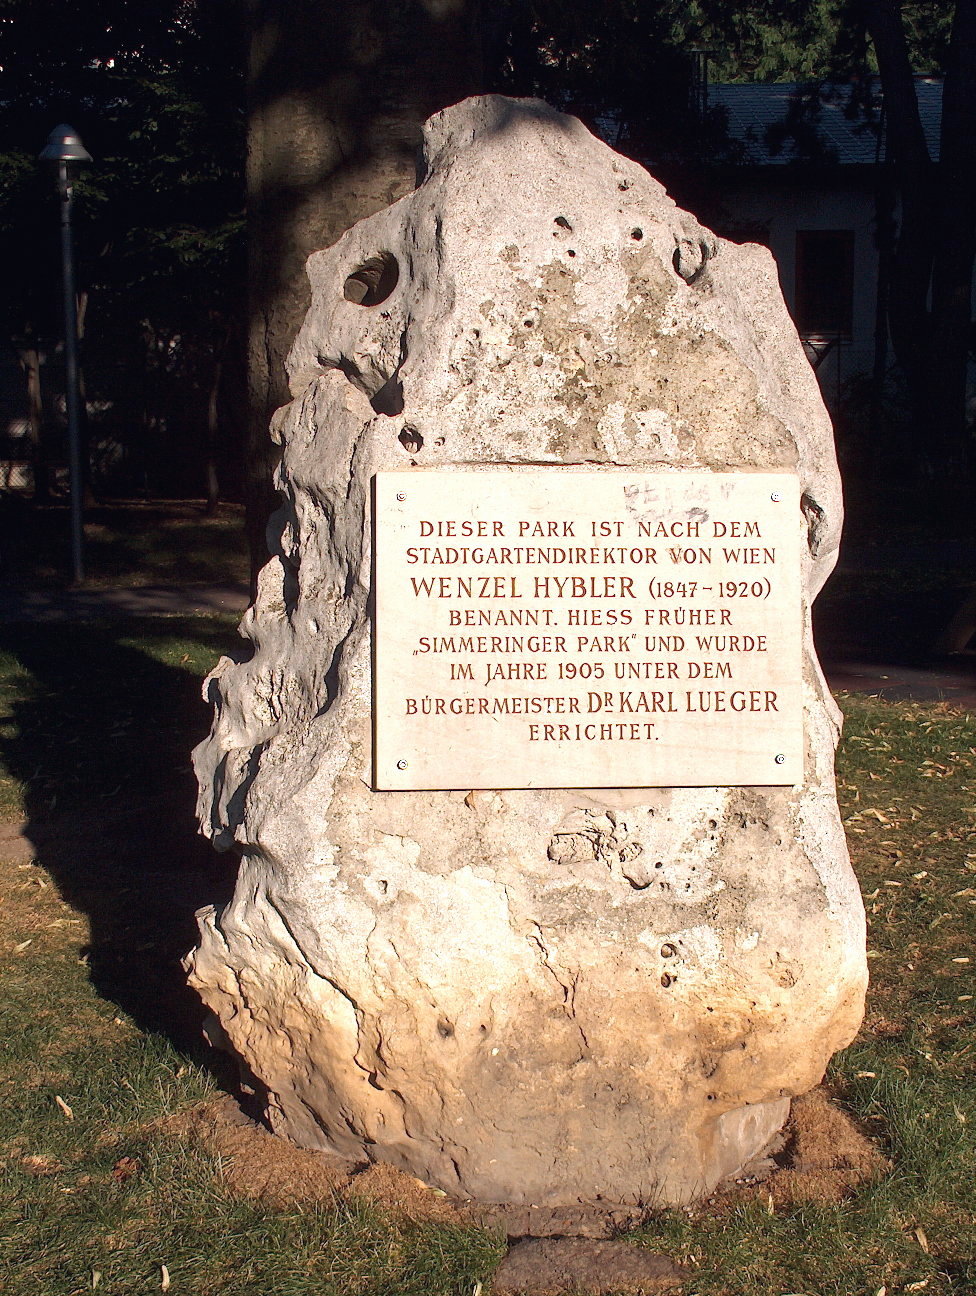 DIESER PARK IST NACH DEM
STADTGARTENDIREKTOR VON WIEN
WENZEL HYBLER (1847-1920)
BENANNT. HIESS FRÜHER
„SIMMERINGER PARK" UND WURDE
IM JAHRE 1905 UNTER DEM
BÜRGERMEISTER DR KARL LUEGER
ERRICHTET.